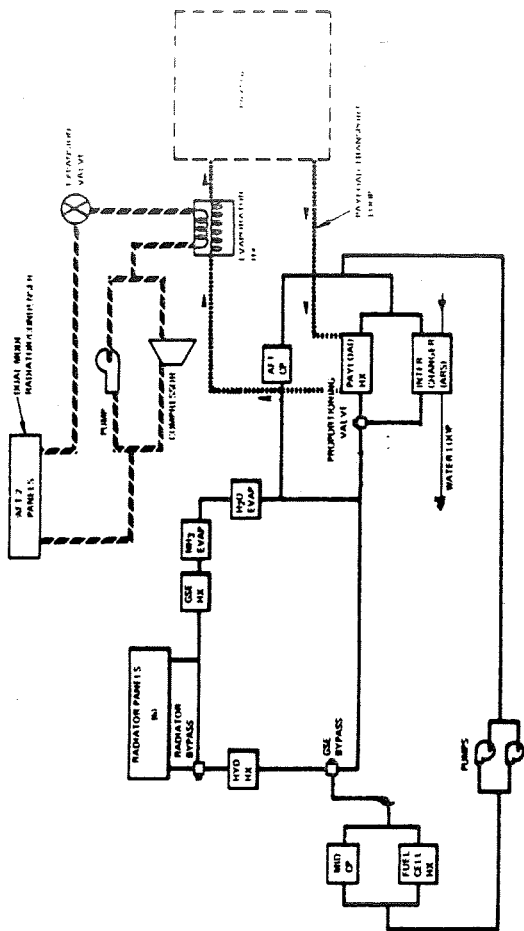 DUAL MODE
RADIATOR/CONDENSER
AFT 2
PANELS
EXPANSION
VALVE
PUMP
COMPRESSOR
EVAPORATOR
HX
PAYLOAD TRANSPORT
LOOP
RADIATOR PANELS
(6)
RADIATOR
BYPASS
GSE
HX
NH3
EVAP
H2O
EVAP
AFT
CP
PROPORTIONING
VALVE
PAYLOAD
HX
INTER
CHANGER
(ARS)
WATER LOOP
HYD
HX
GSE
BYPASS
MID
CP
FUEL
CELL
HX
PUMPS